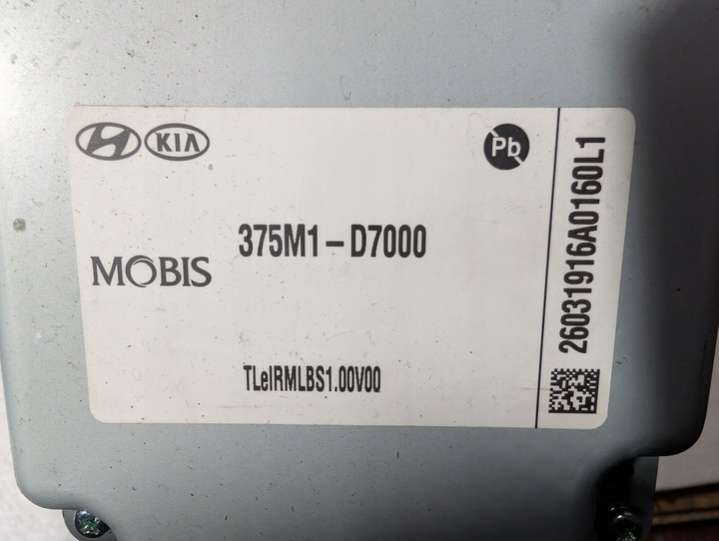 KIA
Pb
375M1-D7000
MOBIS
TLeIRMLBS1.00V00
26031916A0160L1